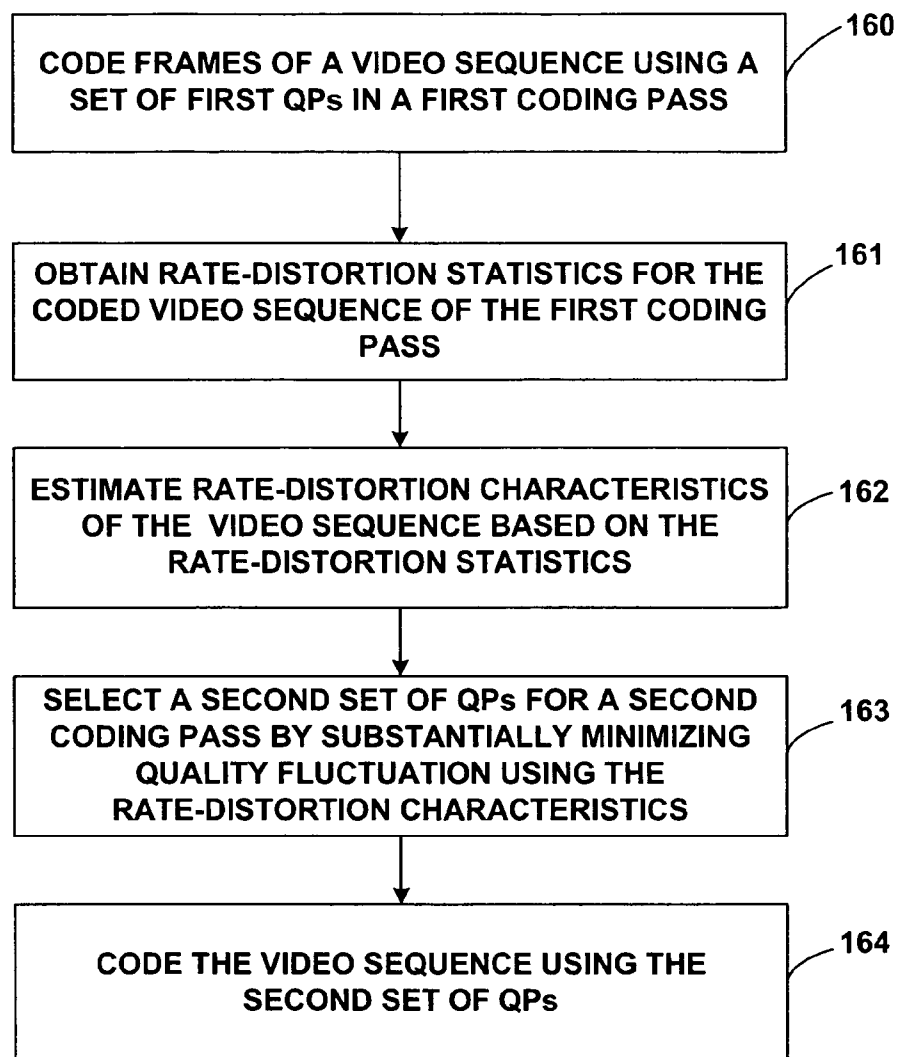 160
CODE FRAMES OF A VIDEO SEQUENCE USING A
SET OF FIRST QPs IN A FIRST CODING PASS
161
OBTAIN RATE-DISTORTION STATISTICS FOR THE
CODED VIDEO SEQUENCE OF THE FIRST CODING
PASS
162
ESTIMATE RATE-DISTORTION CHARACTERISTICS
OF THE VIDEO SEQUENCE BASED ON THE
RATE-DISTORTION STATISTICS
163
SELECT A SECOND SET OF QPs FOR A SECOND
CODING PASS BY SUBSTANTIALLY MINIMIZING
QUALITY FLUCTUATION USING THE
RATE-DISTORTION CHARACTERISTICS
164
CODE THE VIDEO SEQUENCE USING THE
SECOND SET OF QPs